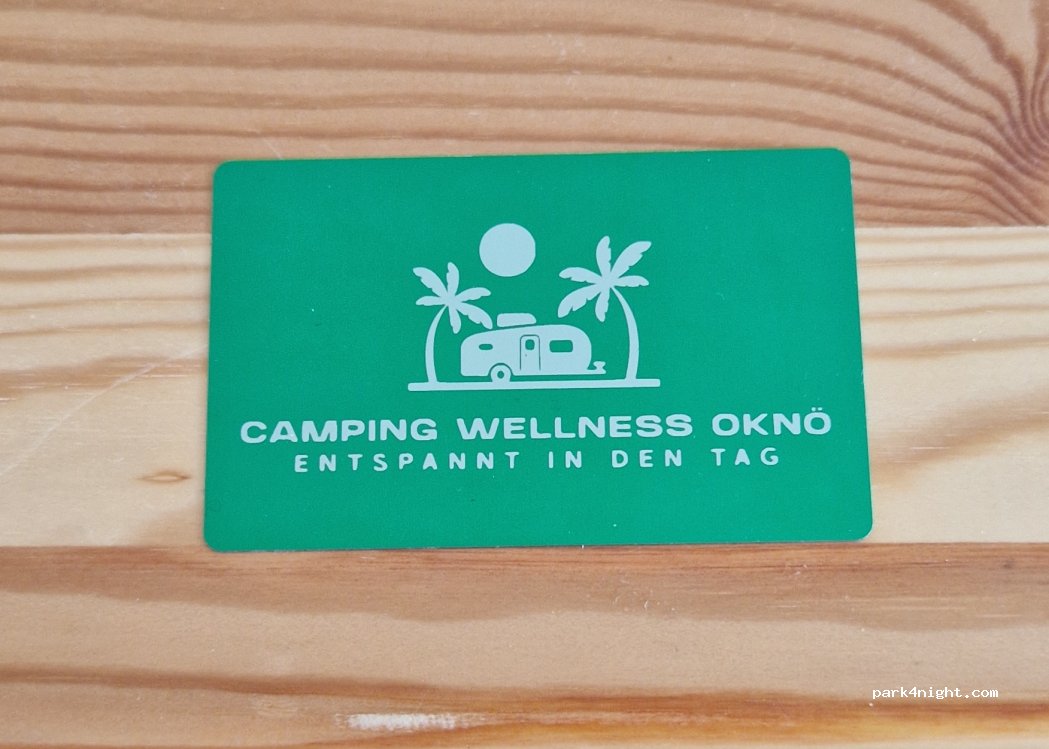 CAMPING WELLNESS OKNÖ
ENTSPANNT IN DEN TAG
park4night.com